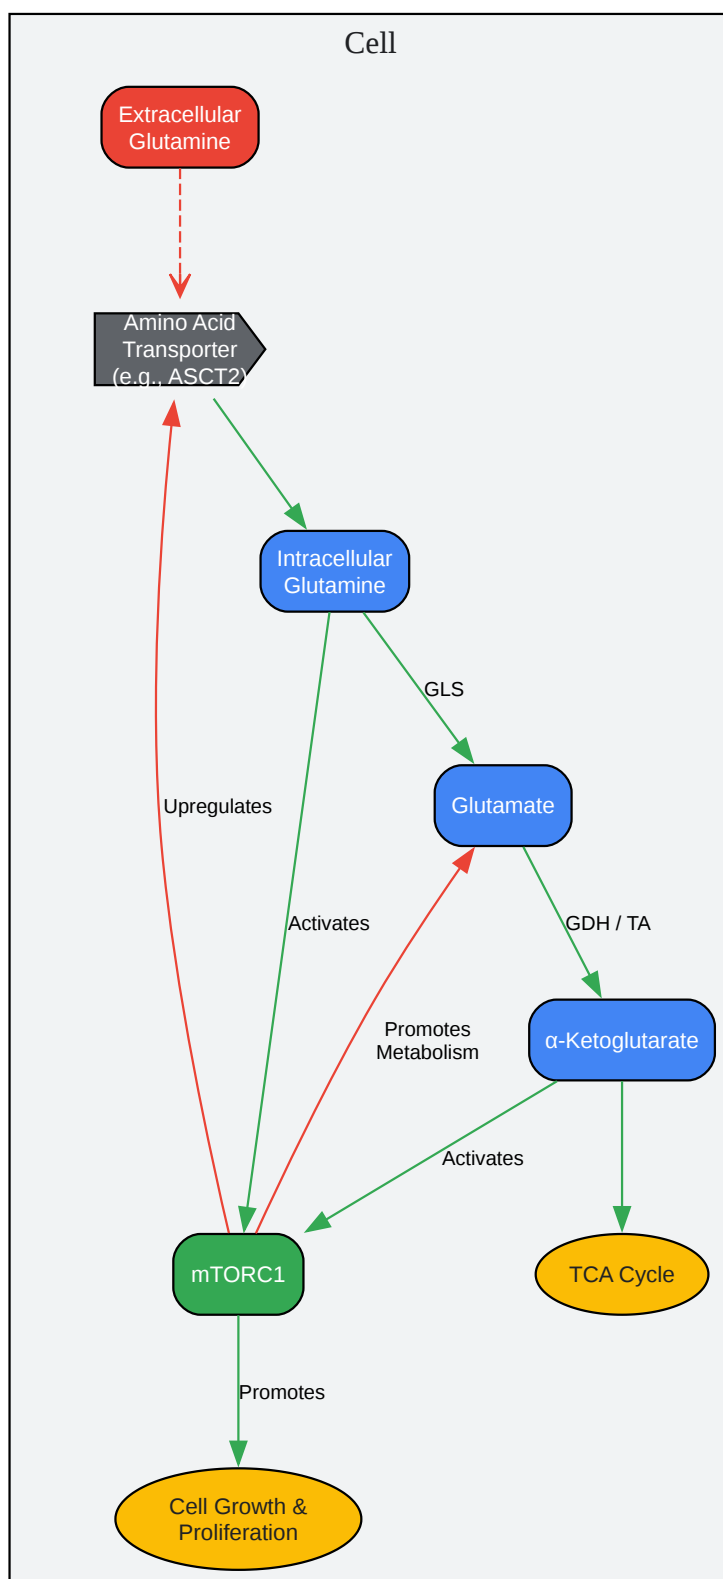 Cell
Extracellular
Glutamine
Amino Acid
Transporter
(e.g., ASCT2)
Intracellular
Glutamine
GLS
Glutamate
Upregulates
Activates
GDH / TA
Promotes
Metabolism
α-Ketoglutarate
Activates
mTORC1
TCA Cycle
Promotes
Cell Growth &
Proliferation